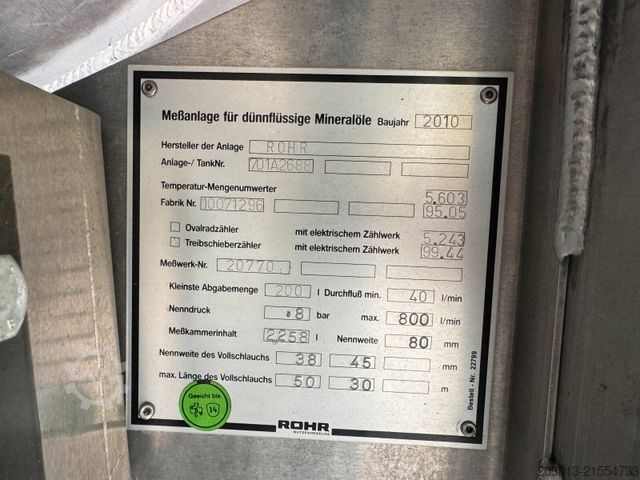 Meßanlage für dünnflüssige Mineralöle Baujahr 2010
Hersteller der Anlage ROHR
Anlage-/ TankNr. 701A2688
Temperatur-Mengenumwerter 5.603
Fabrik Nr. 10071296 95.05
Ovalradzähler mit elektrischem Zählwerk 5.243
Treibschieberzähler mit elektrischem Zählwerk 99.44
Meßwerk-Nr. 20770.
Kleinste Abgabemenge 200 l Durchfluß min. 40 l/min
Nenndruck 8 bar max. 800 l/min
Meßkammerinhalt 2,258 l Nennweite 80 mm
Nennweite des Vollschlauchs 38 45 mm
max. Länge des Vollschlauchs 50 30 m
Geeicht bis
14
ROHR
NUTZFAHRZEUGE
Bestell - Nr. 22799
203013-21554733